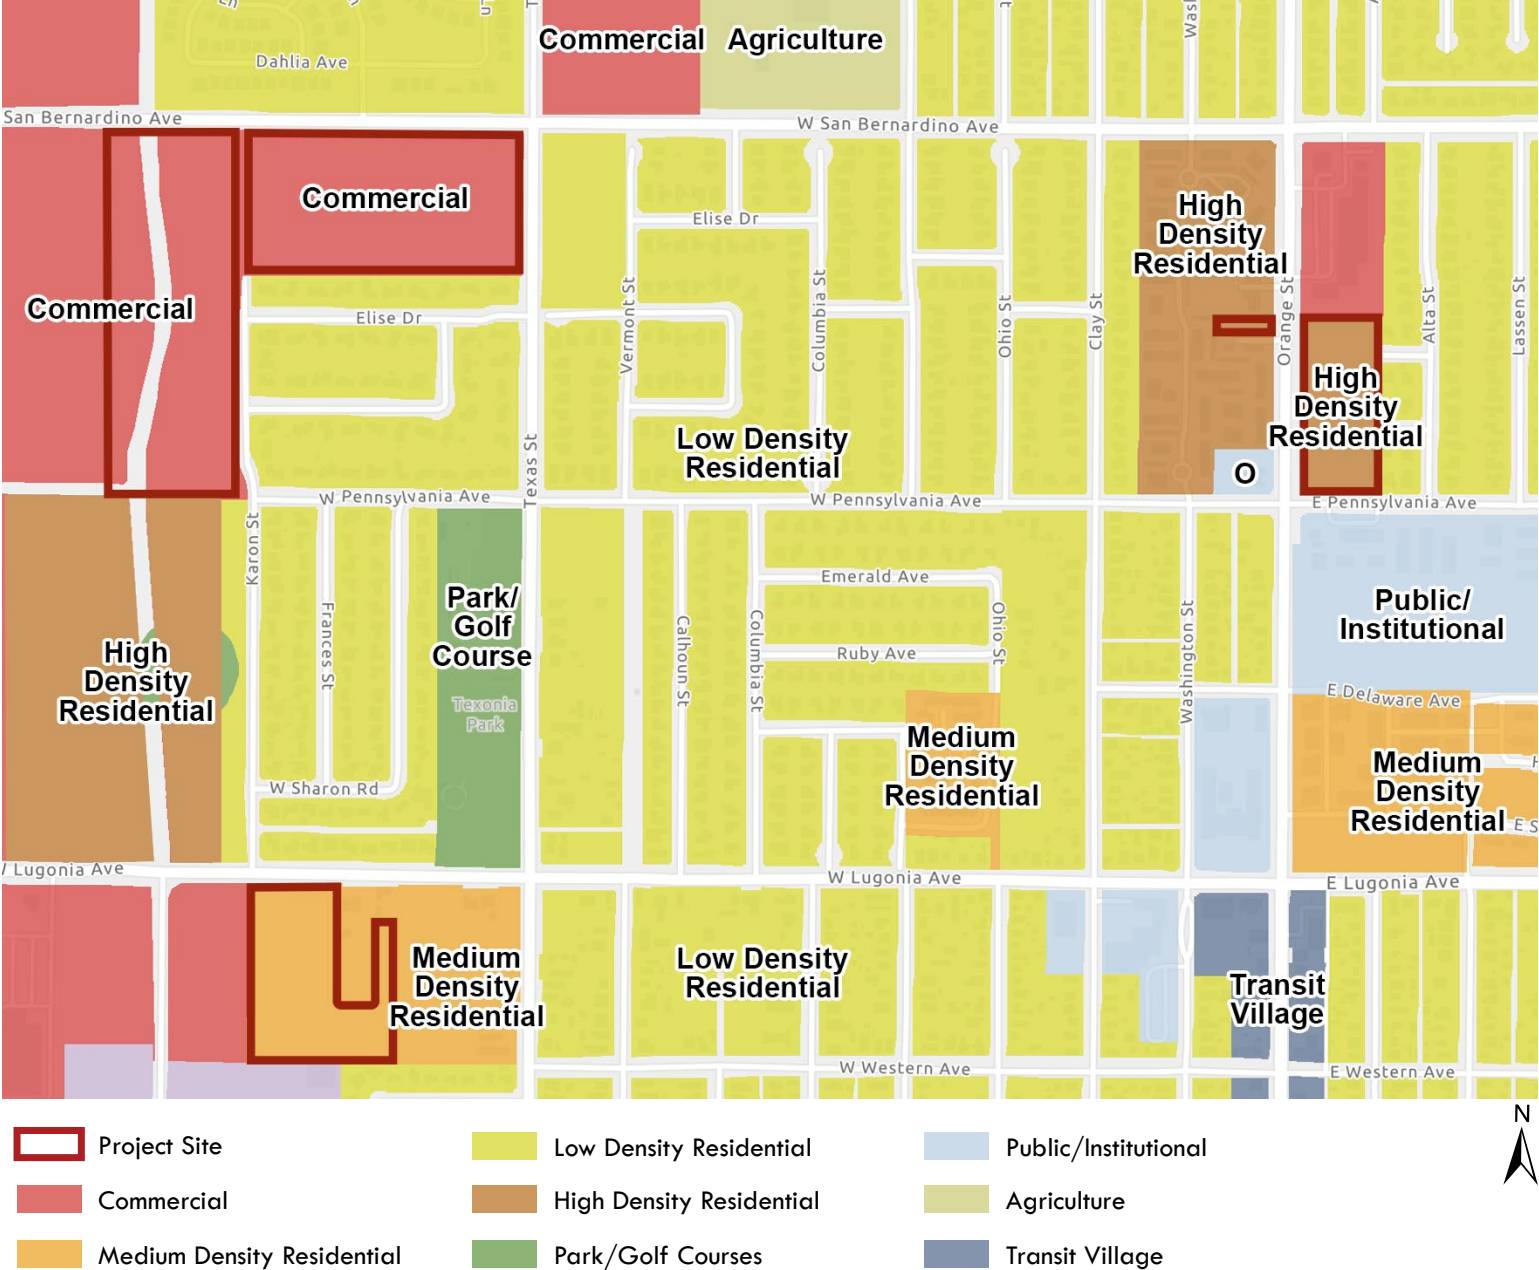 Dahlia Ave
Commercial
Agriculture
San Bernardino Ave
W San Bernardino Ave
Commercial
High
Density
Residential
Elise Dr
Commercial
Elise Dr
Vermont St
Columbia St
Ohio St
Clay St
Orange St
Alta St
Lassen St
High
Density
Residential
Low Density
Residential
O
Texas St
W Pennsylvania Ave
W Pennsylvania Ave
E Pennsylvania Ave
Karon St
Frances St
Park/
Golf
Course
Texonia
Park
Calhoun St
Columbia St
Emerald Ave
Ruby Ave
Ohio St
Washington St
Public/
Institutional
High
Density
Residential
E Delaware Ave
Medium
Density
Residential
Medium
Density
Residential
E S
W Sharon Rd
Lugonia Ave
W Lugonia Ave
E Lugonia Ave
Medium
Density
Residential
Low Density
Residential
Transit
Village
W Western Ave
E Western Ave
N
Project Site
Low Density Residential
Public/Institutional
Commercial
High Density Residential
Agriculture
Medium Density Residential
Park/Golf Courses
Transit Village